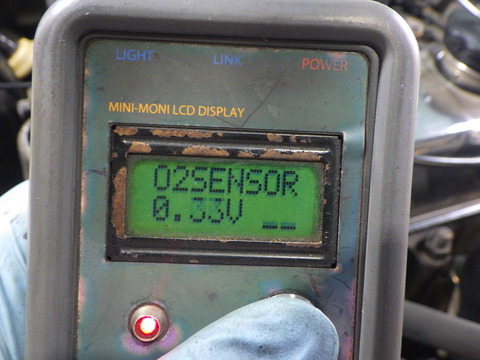 LIGHT LINK POWER
MINI-MONI LCD DISPLAY
O2SENSOR
0.33V